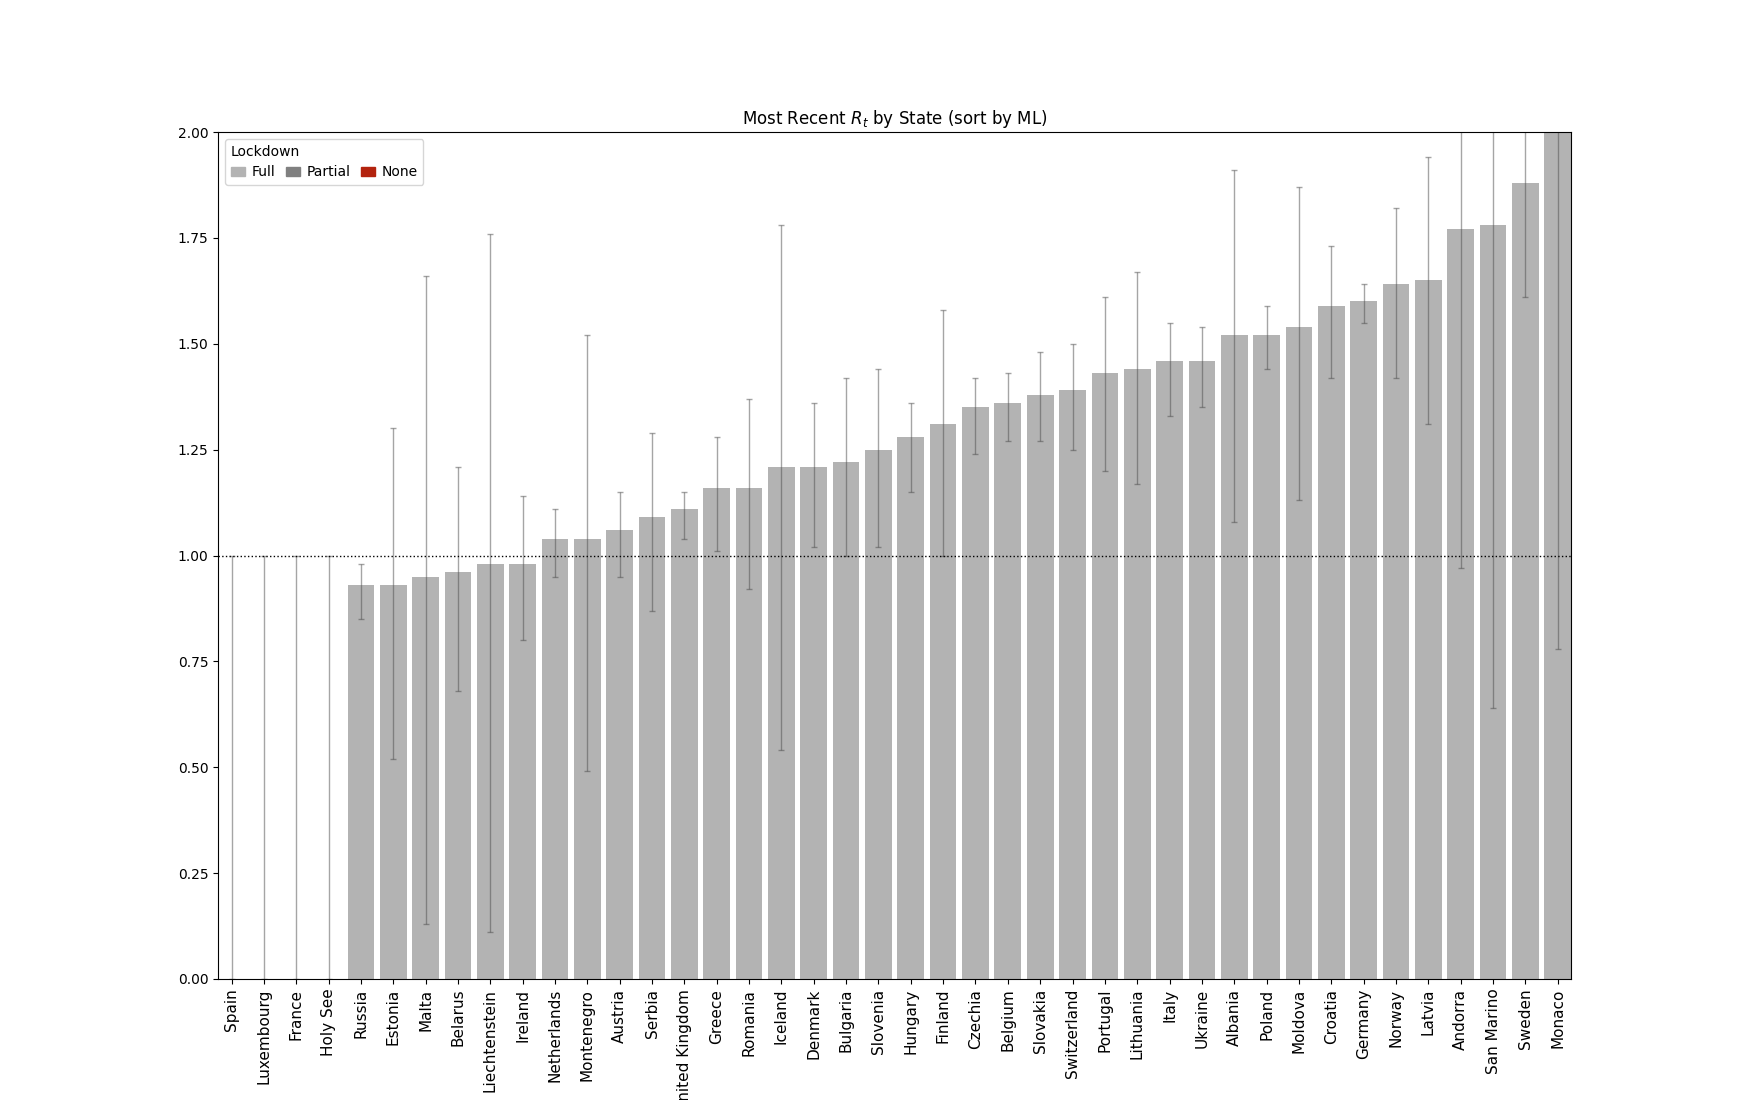 Most Recent Rt by State (sort by ML)
Lockdown
Full Partial None
2.00
1.75
1.50
1.25
1.00
0.75
0.50
0.25
0.00
Spain
Luxembourg
France
Holy See
Russia
Estonia
Malta
Belarus
Liechtenstein
Ireland
Netherlands
Montenegro
Austria
Serbia
nited Kingdom
Greece
Romania
Iceland
Denmark
Bulgaria
Slovenia
Hungary
Finland
Czechia
Belgium
Slovakia
Switzerland
Portugal
Lithuania
Italy
Ukraine
Albania
Poland
Moldova
Croatia
Germany
Norway
Latvia
Andorra
San Marino
Sweden
Monaco